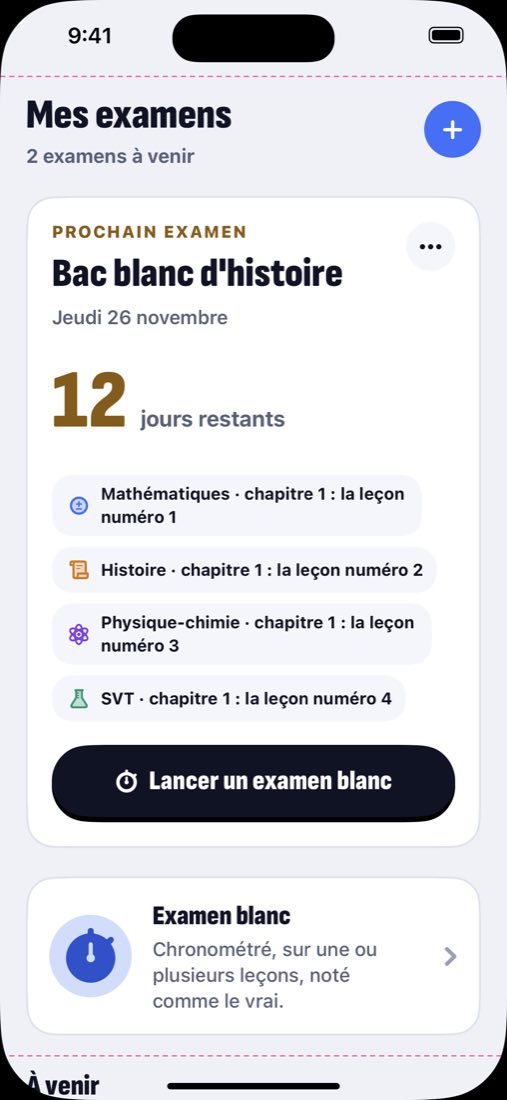 9:41
Mes examens
2 examens à venir
PROCHAIN EXAMEN
Bac blanc d'histoire
Jeudi 26 novembre
12 jours restants
Mathématiques · chapitre 1 : la leçon
numéro 1
Histoire · chapitre 1 : la leçon numéro 2
Physique-chimie · chapitre 1 : la leçon
numéro 3
SVT · chapitre 1 : la leçon numéro 4
Lancer un examen blanc
Examen blanc
Chronométré, sur une ou
plusieurs leçons, noté
comme le vrai.
À venir